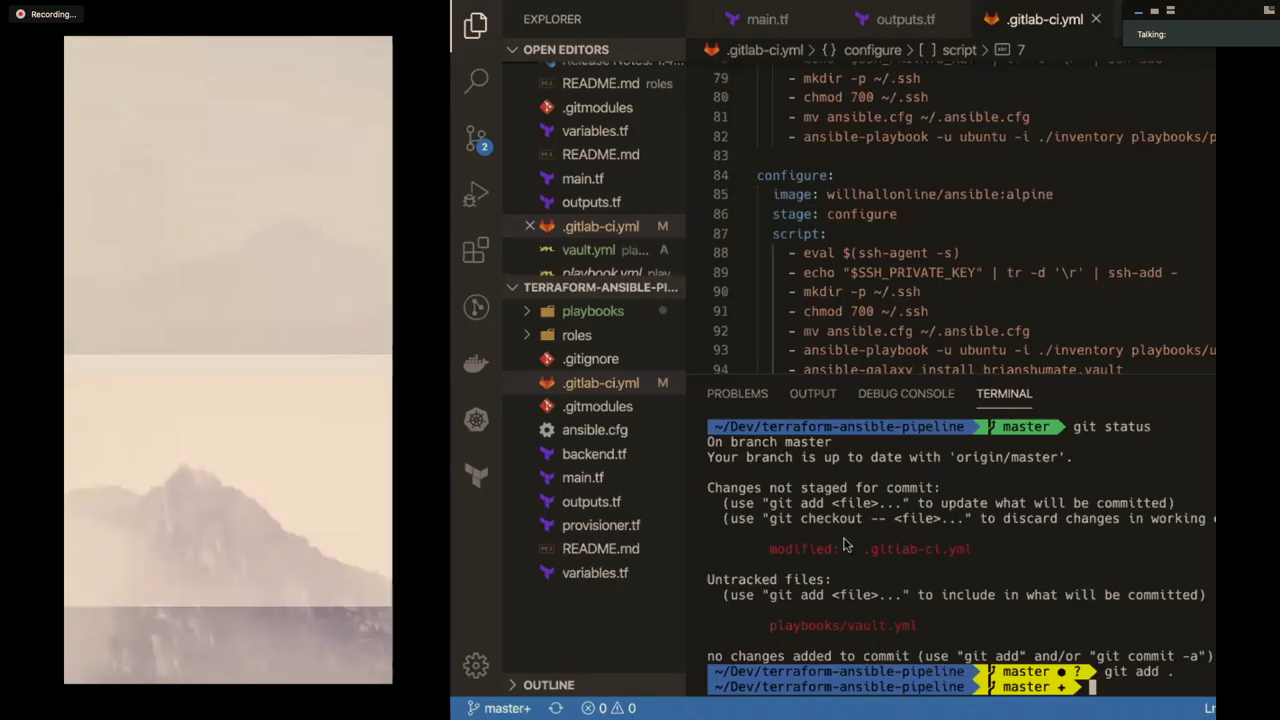 Recording...
EXPLORER
OPEN EDITORS
Release Notes: 1.4...
README.md roles
.gitmodules
variables.tf
README.md
main.tf
outputs.tf
.gitlab-ci.yml M
vault.yml pla... A
playbook.yml play
TERRAFORM-ANSIBLE-PI...
playbooks
roles
.gitignore
.gitlab-ci.yml M
.gitmodules
ansible.cfg
backend.tf
main.tf
outputs.tf
provisioner.tf
README.md
variables.tf
OUTLINE
2
main.tf
outputs.tf
.gitlab-ci.yml
Talking:
.gitlab-ci.yml {} configure [ ] script 7
79 - mkdir -p ~/.ssh
80 - chmod 700 ~/.ssh
81 - mv ansible.cfg ~/.ansible.cfg
82 - ansible-playbook -u ubuntu -i ./inventory playbooks/p
83
84 configure:
85 image: willhallonline/ansible:alpine
86 stage: configure
87 script:
88 - eval $(ssh-agent -s)
89 - echo "$SSH_PRIVATE_KEY" | tr -d '\r' | ssh-add -
90 - mkdir -p ~/.ssh
91 - chmod 700 ~/.ssh
92 - mv ansible.cfg ~/.ansible.cfg
93 - ansible-playbook -u ubuntu -i ./inventory playbooks/u
94 - ansible-galaxy install brianshumate.vault
PROBLEMS OUTPUT DEBUG CONSOLE TERMINAL
~/Dev/terraform-ansible-pipeline master git status
On branch master
Your branch is up to date with 'origin/master'.
Changes not staged for commit:
(use "git add <file>..." to update what will be committed)
(use "git checkout -- <file>..." to discard changes in working
modified: .gitlab-ci.yml
Untracked files:
(use "git add <file>..." to include in what will be committed)
playbooks/vault.yml
no changes added to commit (use "git add" and/or "git commit -a")
~/Dev/terraform-ansible-pipeline master ● ? git add .
~/Dev/terraform-ansible-pipeline master +
master+ 0 0 Ln